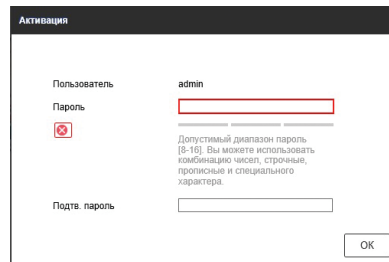 Активация
Пользователь admin
Пароль
Допустимый диапазон пароль
[8-16]. Вы можете использовать
комбинацию чисел, строчные,
прописные и специального
характера.
Подтв. пароль
ОК